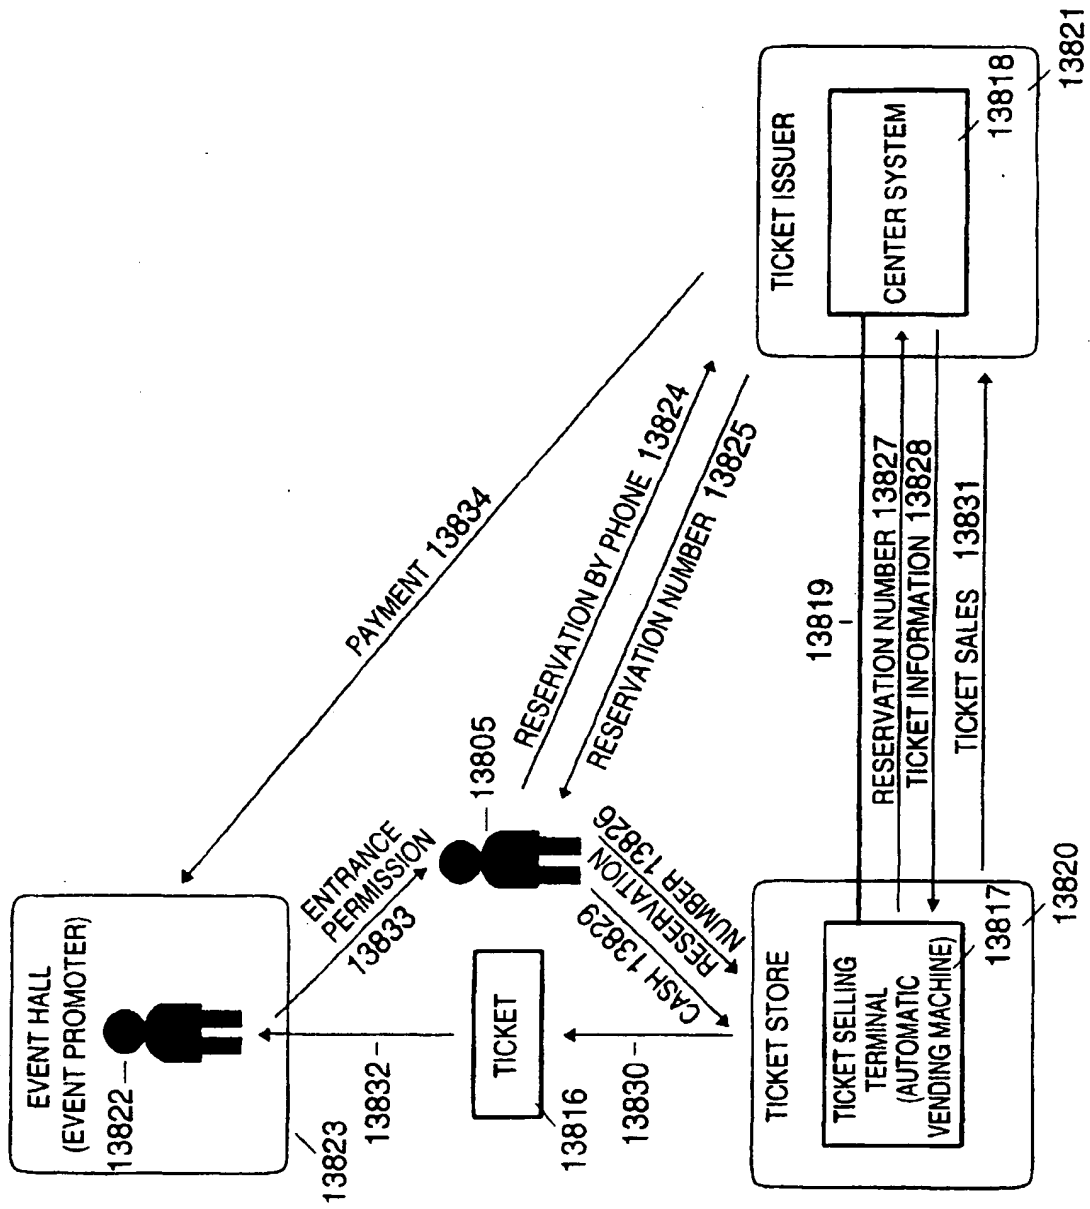 EVENT HALL
(EVENT PROMOTER)
13822
13823
PAYMENT 13834
ENTRANCE
PERMISSION
13833
13832
13805
TICKET
13816
13830
RESERVATION BY PHONE 13824
RESERVATION NUMBER 13825
RESERVATION
NUMBER 13826
CASH 13829
TICKET STORE
TICKET SELLING
TERMINAL
(AUTOMATIC
VENDING MACHINE)
13817
13820
13819
RESERVATION NUMBER 13827
TICKET INFORMATION 13828
TICKET SALES 13831
TICKET ISSUER
CENTER SYSTEM
13818
13821